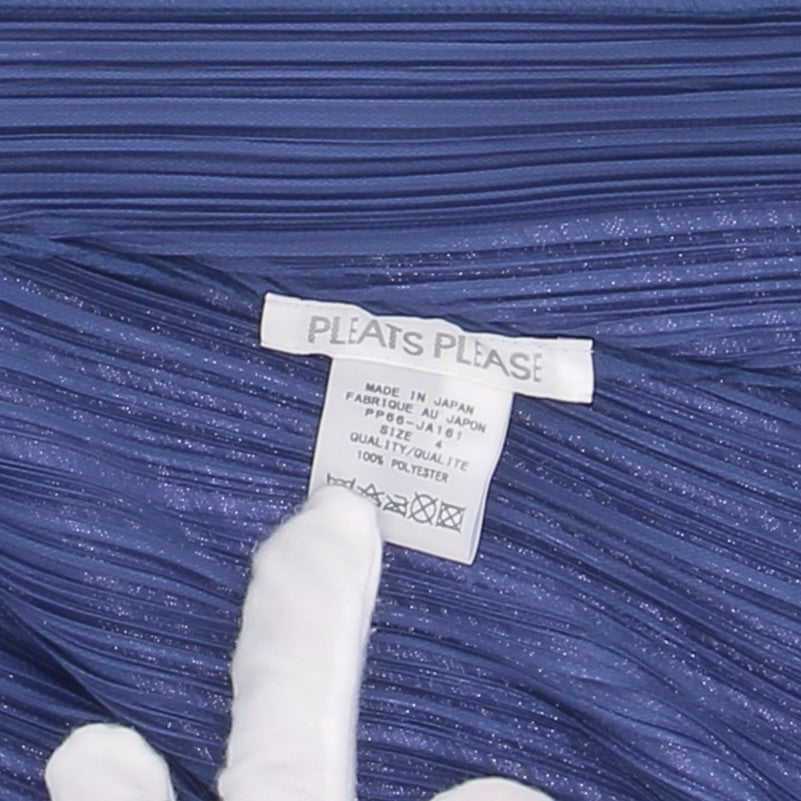 PLEATS PLEASE
MADE IN JAPAN
FABRIQUE AU JAPON
PP66-JA161
SIZE 4
QUALITY/QUALITE
100% POLYESTER